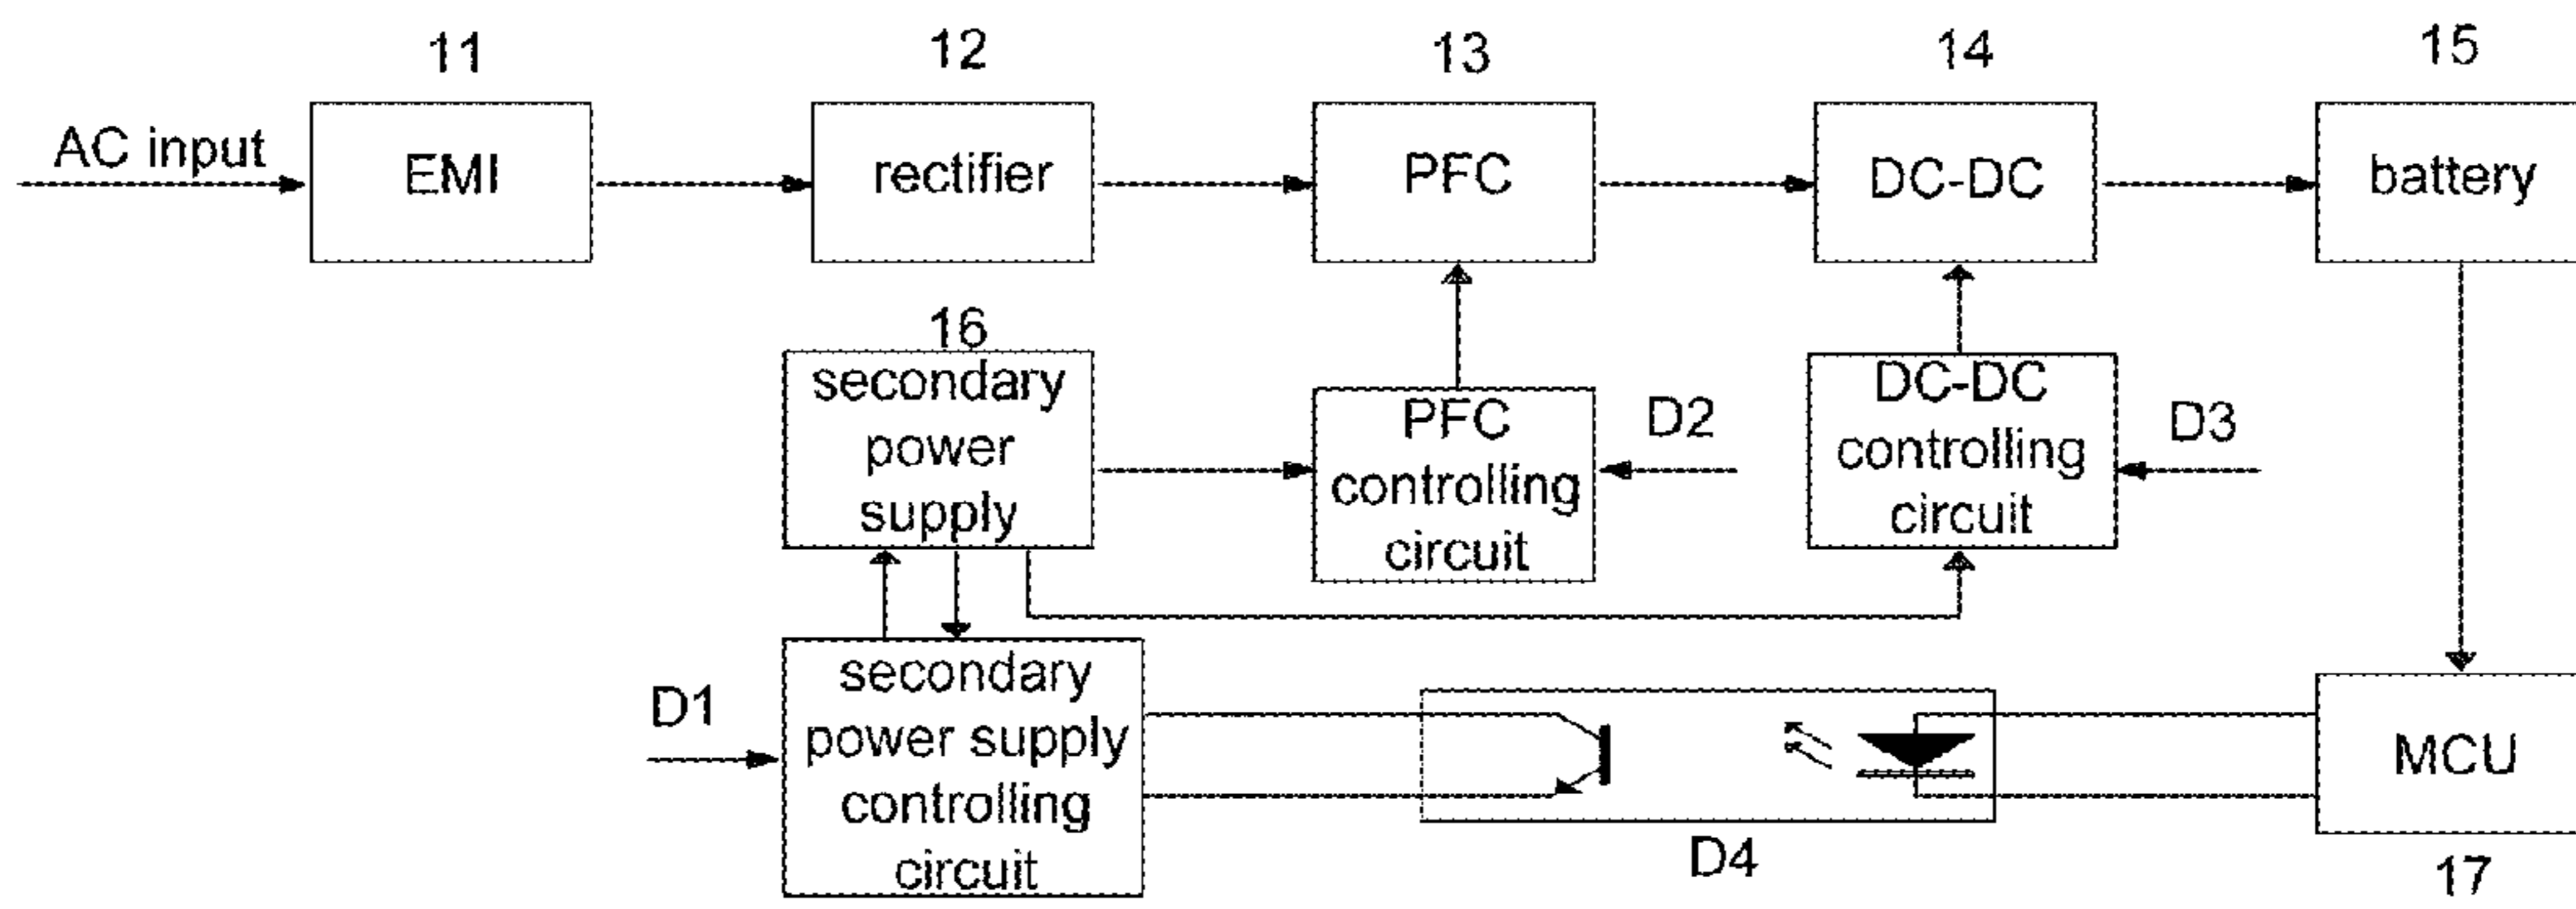 11
12
13
14
15
AC input
EMI
rectifier
PFC
DC-DC
battery
16
secondary
power
supply
PFC
controlling
circuit
D2
DC-DC
controlling
circuit
D3
D1
secondary
power supply
controlling
circuit
D4
MCU
17